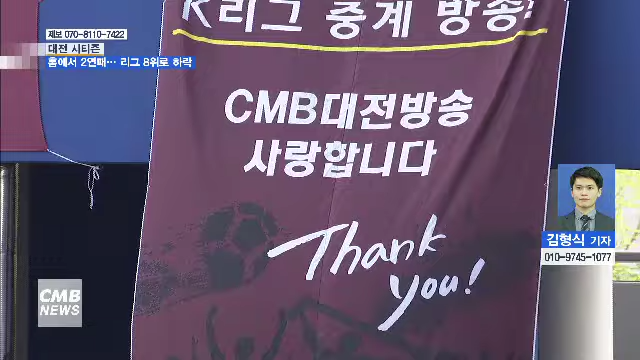 제보 070-8110-7422
대전 시티즌
홈에서 2연패… 리그 8위로 하락
K리그 중계 방송!
CMB대전방송
사랑합니다
Thank
you!
김형식 기자
010-9745-1077
CMB
NEWS